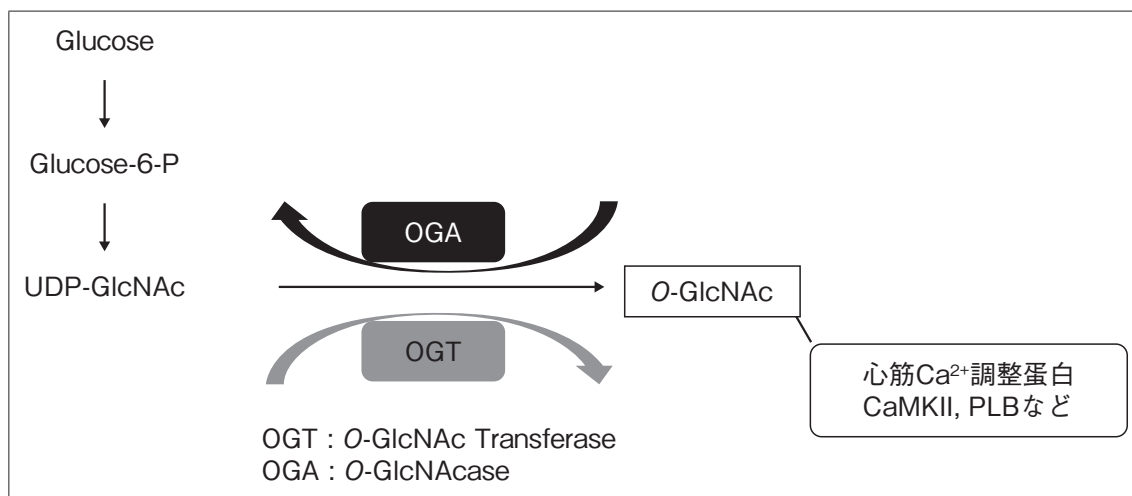 Glucose
Glucose-6-P
UDP-GlcNAc
OGA
OGT
O-GlcNAc
心筋Ca²⁺調整蛋白
CaMKII, PLBなど
OGT : O-GlcNAc Transferase
OGA : O-GlcNAcase